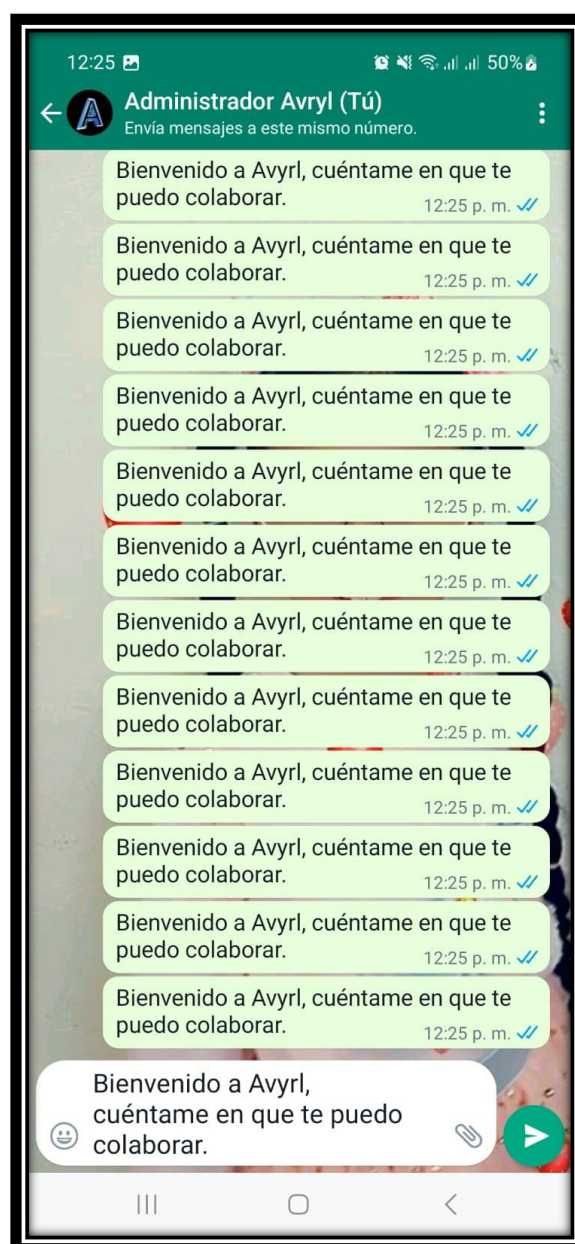 12:25 50%
Administrador Avryl (Tú)
Envía mensajes a este mismo número.
Bienvenido a Avyrl, cuéntame en que te
puedo colaborar. 12:25 p. m.
Bienvenido a Avyrl, cuéntame en que te
puedo colaborar. 12:25 p. m.
Bienvenido a Avyrl, cuéntame en que te
puedo colaborar. 12:25 p. m.
Bienvenido a Avyrl, cuéntame en que te
puedo colaborar. 12:25 p. m.
Bienvenido a Avyrl, cuéntame en que te
puedo colaborar. 12:25 p. m.
Bienvenido a Avyrl, cuéntame en que te
puedo colaborar. 12:25 p. m.
Bienvenido a Avyrl, cuéntame en que te
puedo colaborar. 12:25 p. m.
Bienvenido a Avyrl, cuéntame en que te
puedo colaborar. 12:25 p. m.
Bienvenido a Avyrl, cuéntame en que te
puedo colaborar. 12:25 p. m.
Bienvenido a Avyrl, cuéntame en que te
puedo colaborar. 12:25 p. m.
Bienvenido a Avyrl, cuéntame en que te
puedo colaborar. 12:25 p. m.
Bienvenido a Avyrl, cuéntame en que te
puedo colaborar. 12:25 p. m.
Bienvenido a Avyrl,
cuéntame en que te puedo
colaborar.